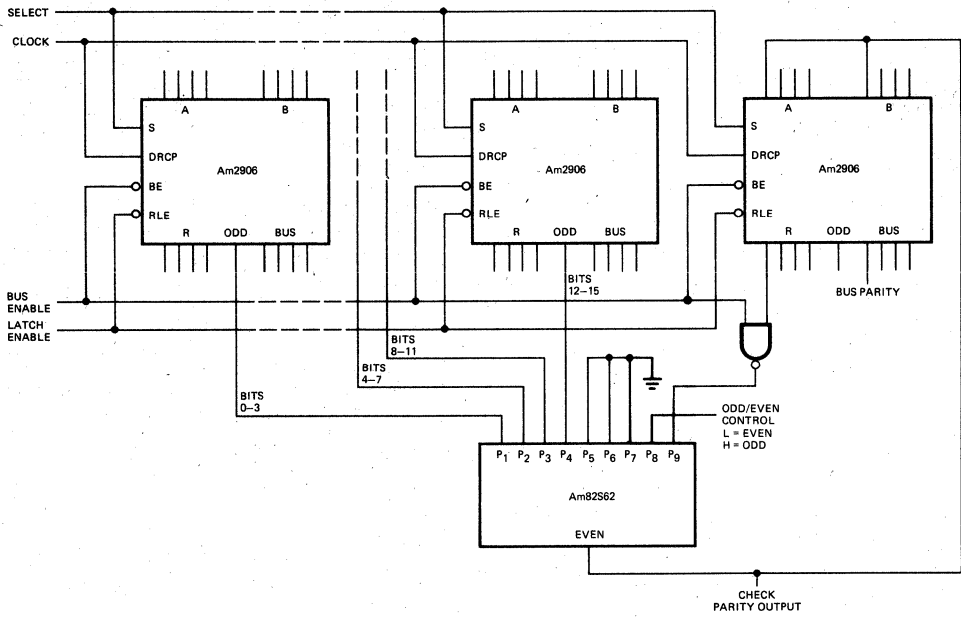 SELECT
CLOCK
A
B
S
DRCP
Am2906
BE
RLE
R
ODD
BUS
A
B
S
DRCP
Am2906
BE
RLE
R
ODD
BUS
A
B
S
DRCP
Am2906
BE
RLE
R
ODD
BUS
BUS
ENABLE
LATCH
ENABLE
BITS
12–15
BUS PARITY
BITS
8–11
BITS
4–7
BITS
0–3
ODD/EVEN
CONTROL
L = EVEN
H = ODD
P1 P2 P3 P4 P5 P6 P7 P8 P9
Am82S62
EVEN
CHECK
PARITY OUTPUT